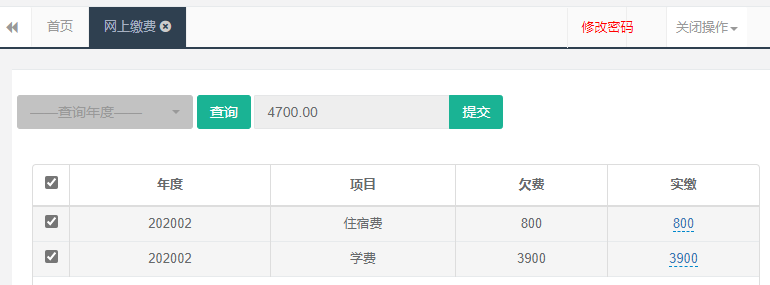 首页 网上缴费 修改密码 关闭操作
——查询年度—— 查询 4700.00 提交
年度 项目 欠费 实缴
202002 住宿费 800 800
202002 学费 3900 3900